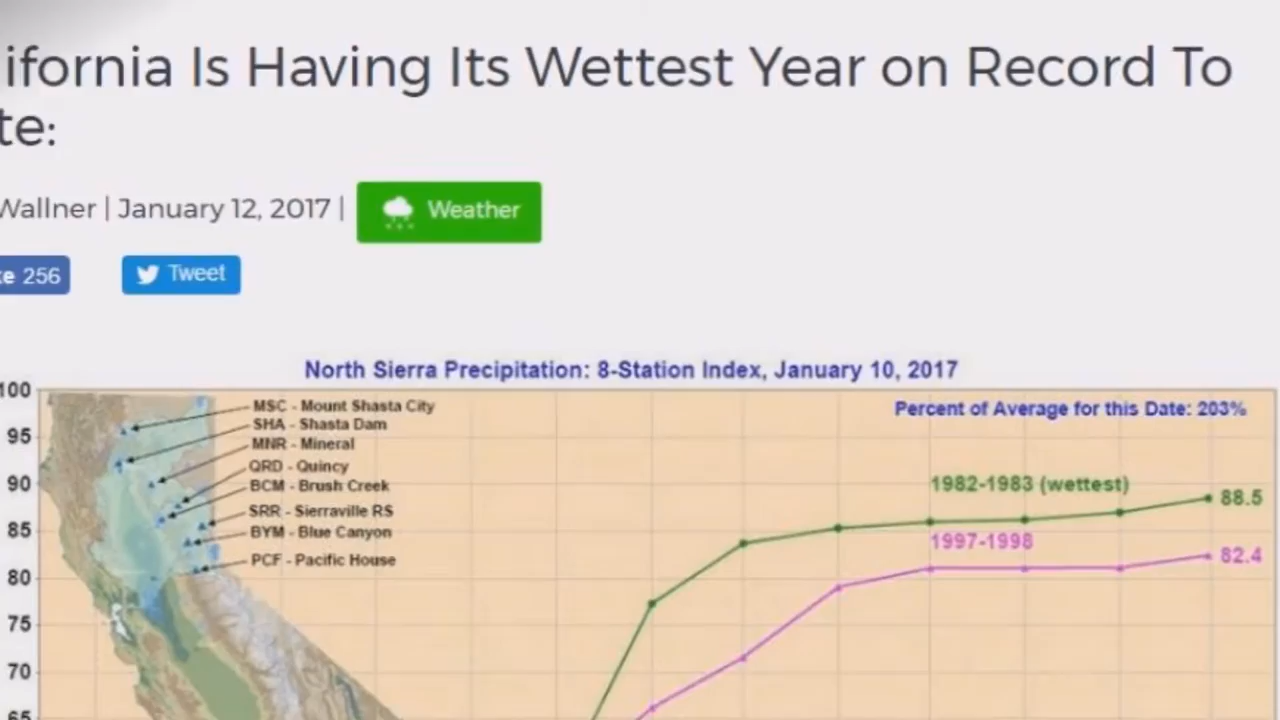 ifornia Is Having Its Wettest Year on Record To
te:
Wallner | January 12, 2017 |
Weather
ke 256
Tweet
North Sierra Precipitation: 8-Station Index, January 10, 2017
Percent of Average for this Date: 203%
100
95
90
85
80
75
70
65
MSC - Mount Shasta City
SHA - Shasta Dam
MNR - Mineral
QRD - Quincy
BCM - Brush Creek
SRR - Sierraville RS
BYM - Blue Canyon
PCF - Pacific House
1982-1983 (wettest)
88.5
1997-1998
82.4